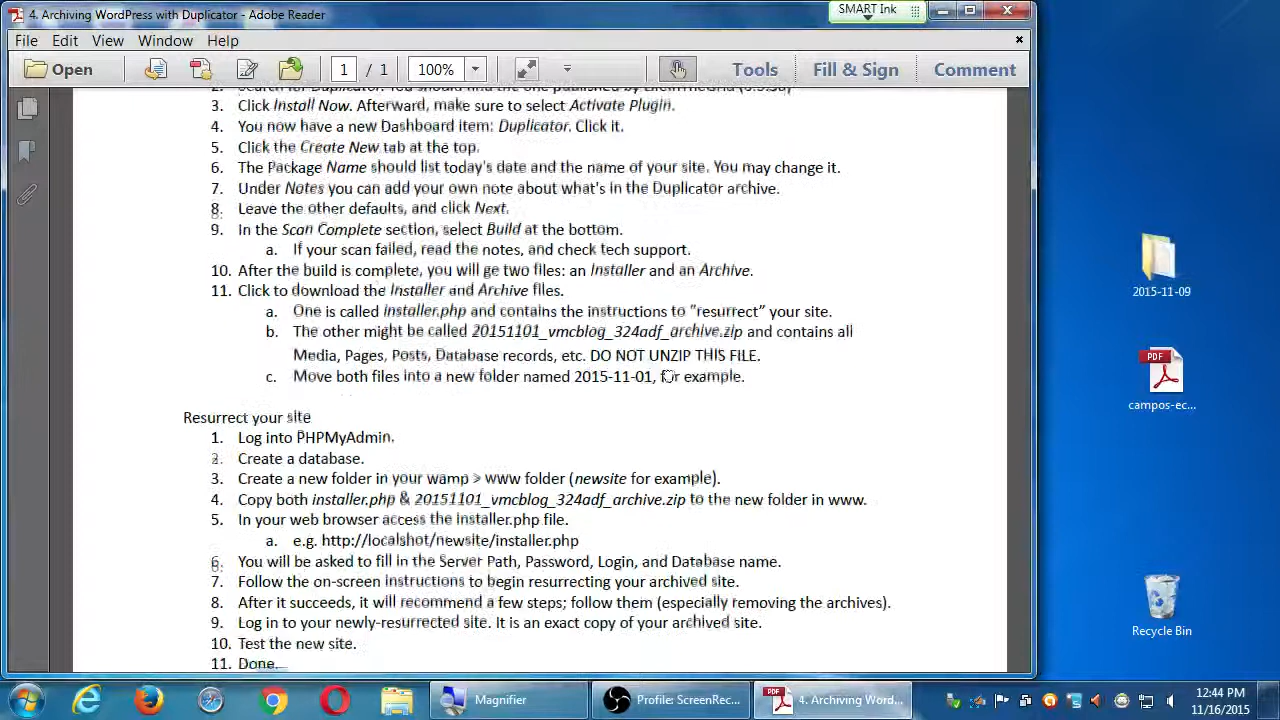 4. Archiving WordPress with Duplicator - Adobe Reader
SMART Ink
File Edit View Window Help
Open 1 / 1 100% Tools Fill & Sign Comment
3. Click Install Now. Afterward, make sure to select Activate Plugin.
4. You now have a new Dashboard item: Duplicator. Click it.
5. Click the Create New tab at the top.
6. The Package Name should list today's date and the name of your site. You may change it.
7. Under Notes you can add your own note about what's in the Duplicator archive.
8. Leave the other defaults, and click Next.
9. In the Scan Complete section, select Build at the bottom.
a. If your scan failed, read the notes, and check tech support.
10. After the build is complete, you will ge two files: an Installer and an Archive.
11. Click to download the Installer and Archive files.
a. One is called installer.php and contains the instructions to "resurrect" your site.
b. The other might be called 20151101_vmcblog_324adf_archive.zip and contains all
Media, Pages, Posts, Database records, etc. DO NOT UNZIP THIS FILE.
c. Move both files into a new folder named 2015-11-01, for example.
Resurrect your site
1. Log into PHPMyAdmin.
2. Create a database.
3. Create a new folder in your wamp > www folder (newsite for example).
4. Copy both installer.php & 20151101_vmcblog_324adf_archive.zip to the new folder in www.
5. In your web browser access the installer.php file.
a. e.g. http://localshot/newsite/installer.php
6. You will be asked to fill in the Server Path, Password, Login, and Database name.
7. Follow the on-screen instructions to begin resurrecting your archived site.
8. After it succeeds, it will recommend a few steps; follow them (especially removing the archives).
9. Log in to your newly-resurrected site. It is an exact copy of your archived site.
10. Test the new site.
11. Done.
2015-11-09
PDF
campos-ec...
Recycle Bin
Magnifier
Profile: ScreenRec...
PDF
4. Archiving Word...
12:44 PM
11/16/2015